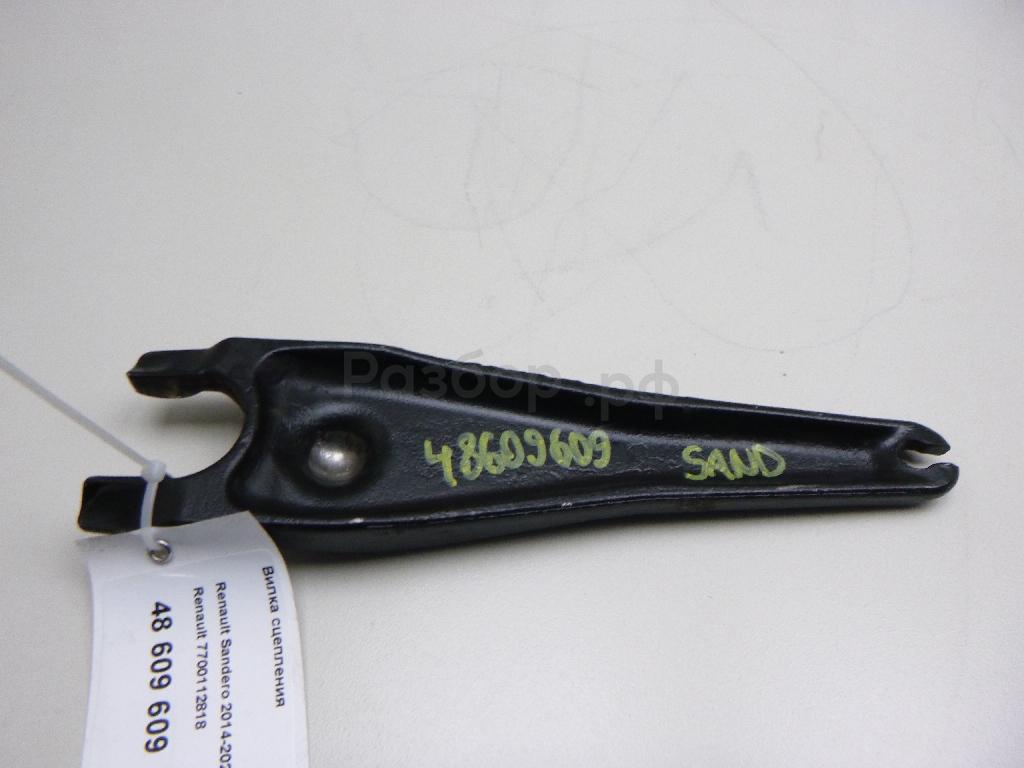 Разбор.рф
48609609 SAND
Вилка сцепления
Renault Sandero 2014-202
Renault 7700112818
48 609 609